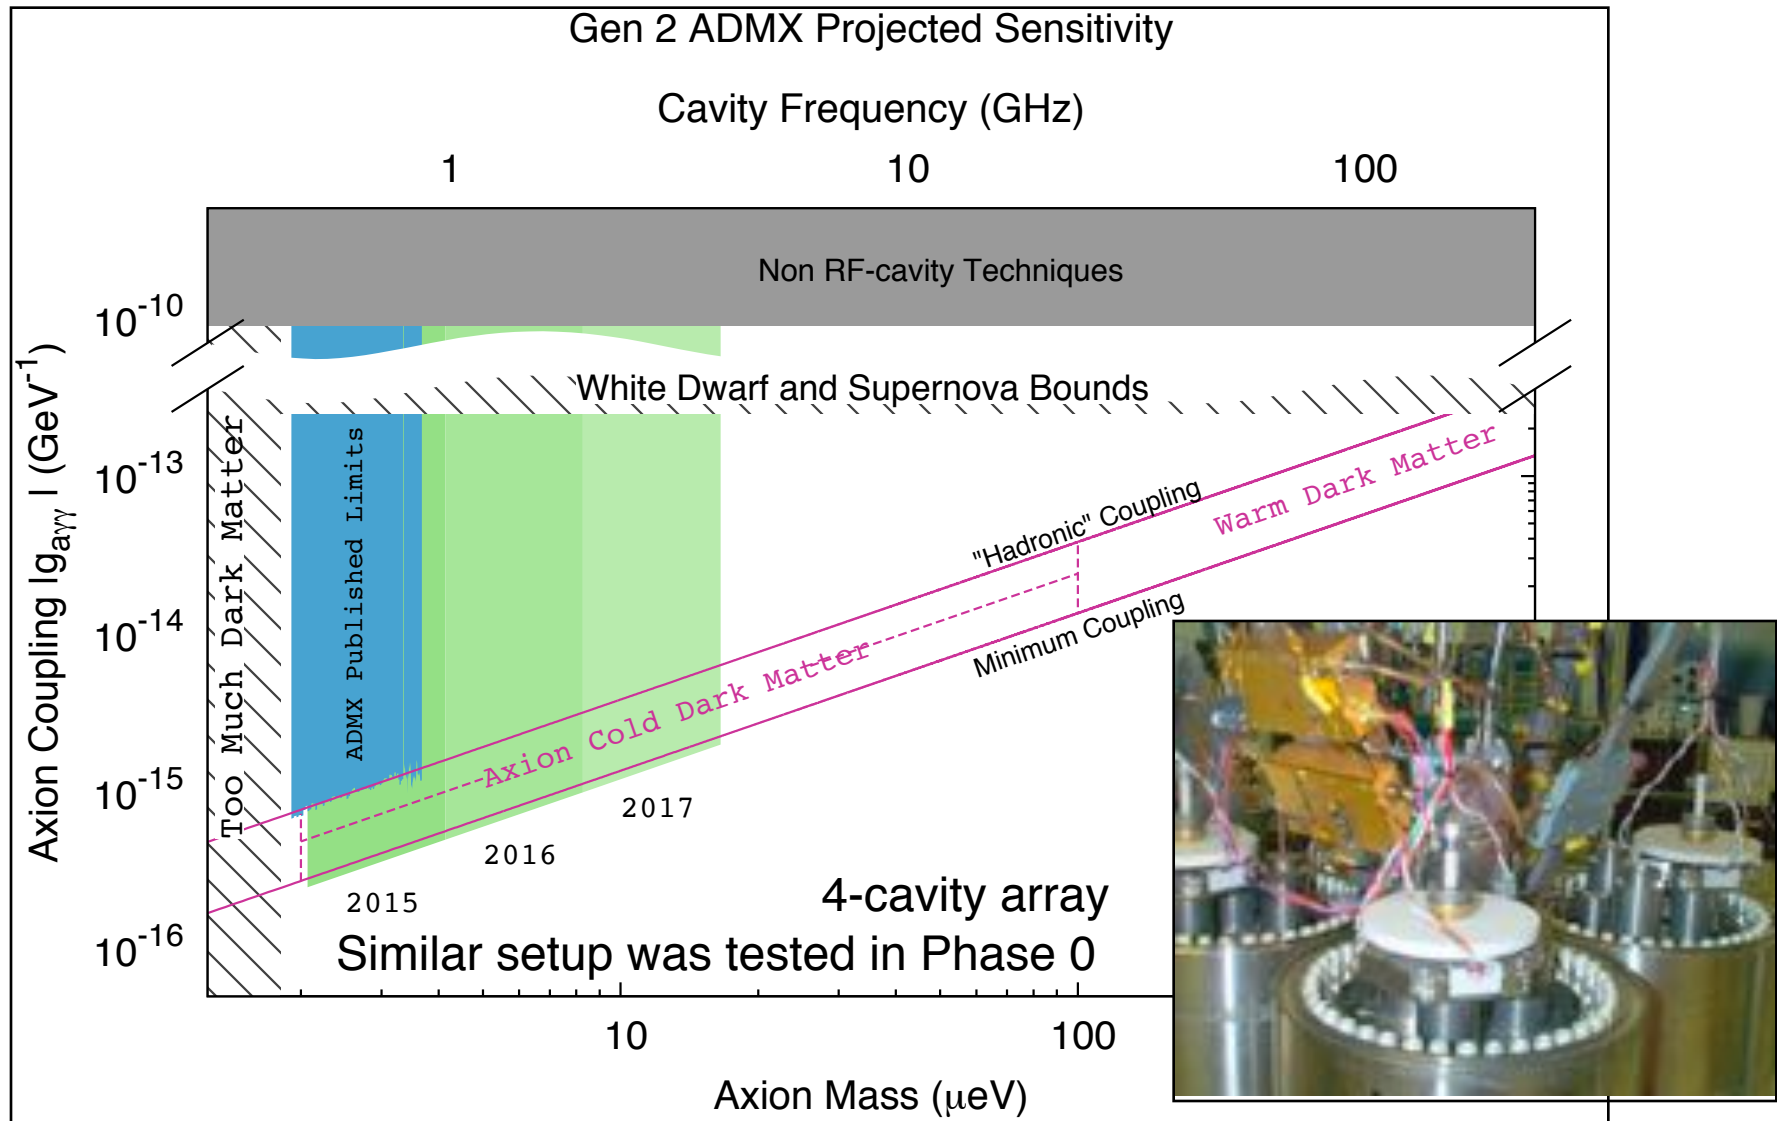 Gen 2 ADMX Projected Sensitivity
Cavity Frequency (GHz)
1 10 100
Non RF-cavity Techniques
10^-10
White Dwarf and Supernova Bounds
Axion Coupling |g_aγγ| (GeV^-1)
10^-13
10^-14
10^-15
10^-16
Too Much Dark Matter
ADMX Published Limits
Axion Cold Dark Matter
"Hadronic" Coupling
Minimum Coupling
Warm Dark Matter
2017
2016
2015
4-cavity array
Similar setup was tested in Phase 0
10 100
Axion Mass (μeV)